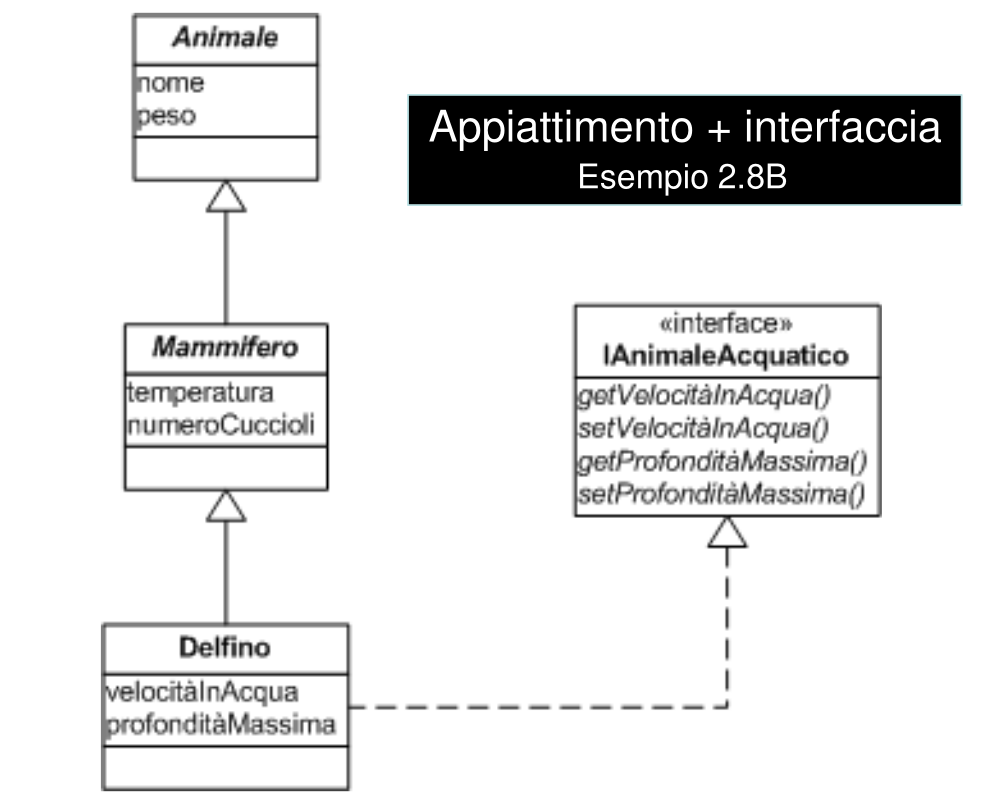 Animale
nome
peso
Appiattimento + interfaccia
Esempio 2.8B
Mammifero
temperatura
numeroCuccioli
«interface»
IAnimaleAcquatico
getVelocitàInAcqua()
setVelocitàInAcqua()
getProfonditàMassima()
setProfonditàMassima()
Delfino
velocitàInAcqua
profonditàMassima